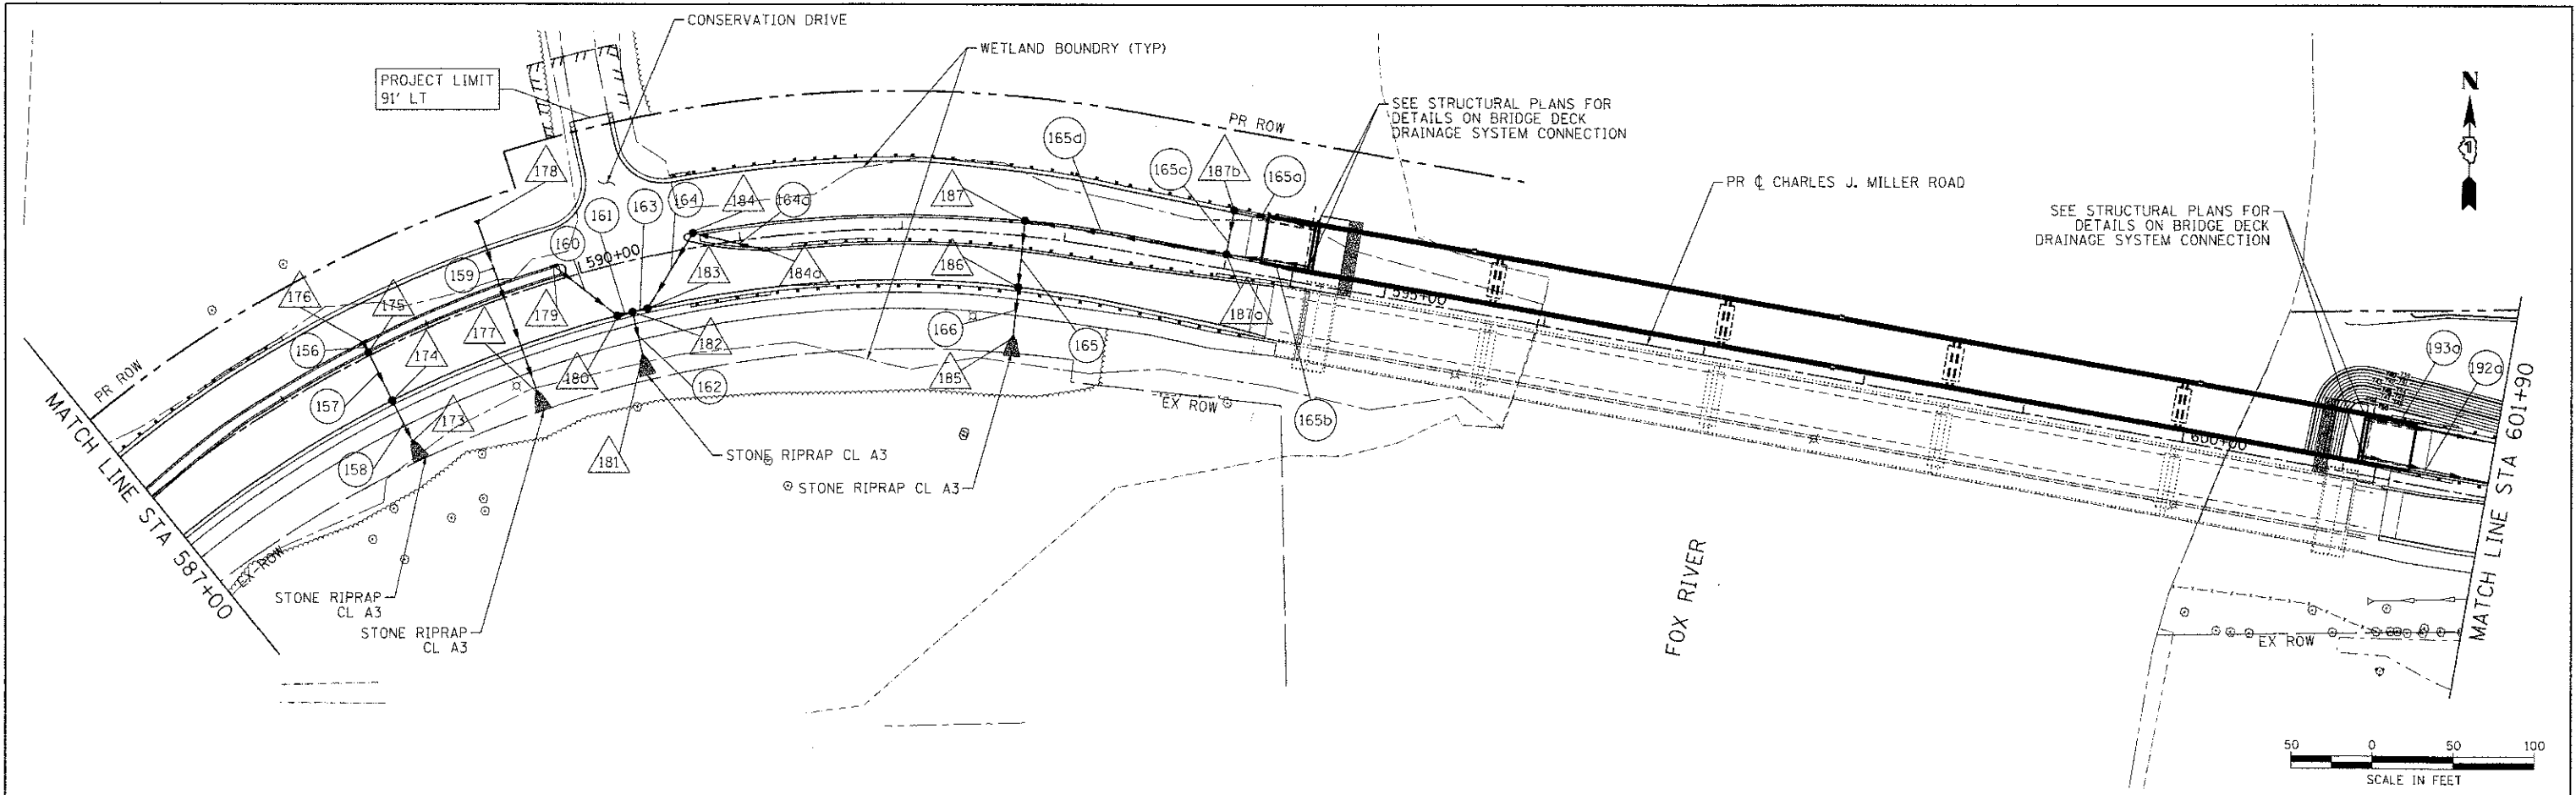 CONSERVATION DRIVE
WETLAND BOUNDRY (TYP)
PROJECT LIMIT
91' LT
N
SEE STRUCTURAL PLANS FOR
DETAILS ON BRIDGE DECK
DRAINAGE SYSTEM CONNECTION
PR ROW
165d
165c
187b
165a
178
187
PR ℄ CHARLES J. MILLER ROAD
161
163
164
184
164a
SEE STRUCTURAL PLANS FOR
DETAILS ON BRIDGE DECK
DRAINAGE SYSTEM CONNECTION
160
590+00
159
183
184a
186
176
175
177
179
187a
595+00
156
174
180
182
166
165
185
162
157
173
165b
EX ROW
193a
192a
PR ROW
158
181
STONE RIPRAP CL A3
STONE RIPRAP CL A3
600+00
MATCH LINE STA 587+00
EX-ROW
STONE RIPRAP
CL A3
STONE RIPRAP
CL A3
FOX RIVER
MATCH LINE STA 601+90
EX ROW
50 0 50 100
SCALE IN FEET